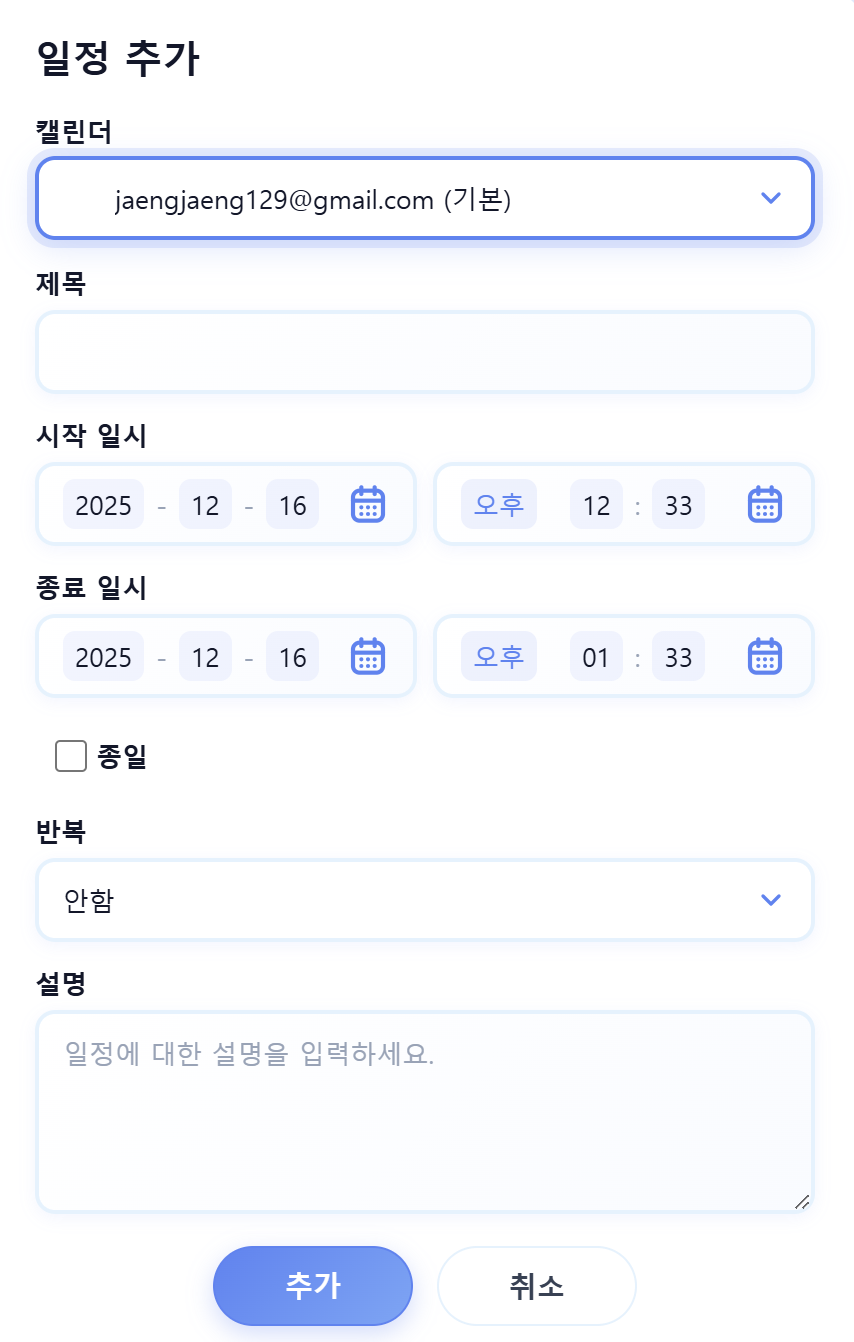 일정 추가
캘린더
jaengjaeng129@gmail.com (기본)
제목
시작 일시
2025 - 12 - 16 오후 12 : 33
종료 일시
2025 - 12 - 16 오후 01 : 33
종일
반복
안함
설명
일정에 대한 설명을 입력하세요.
추가 취소